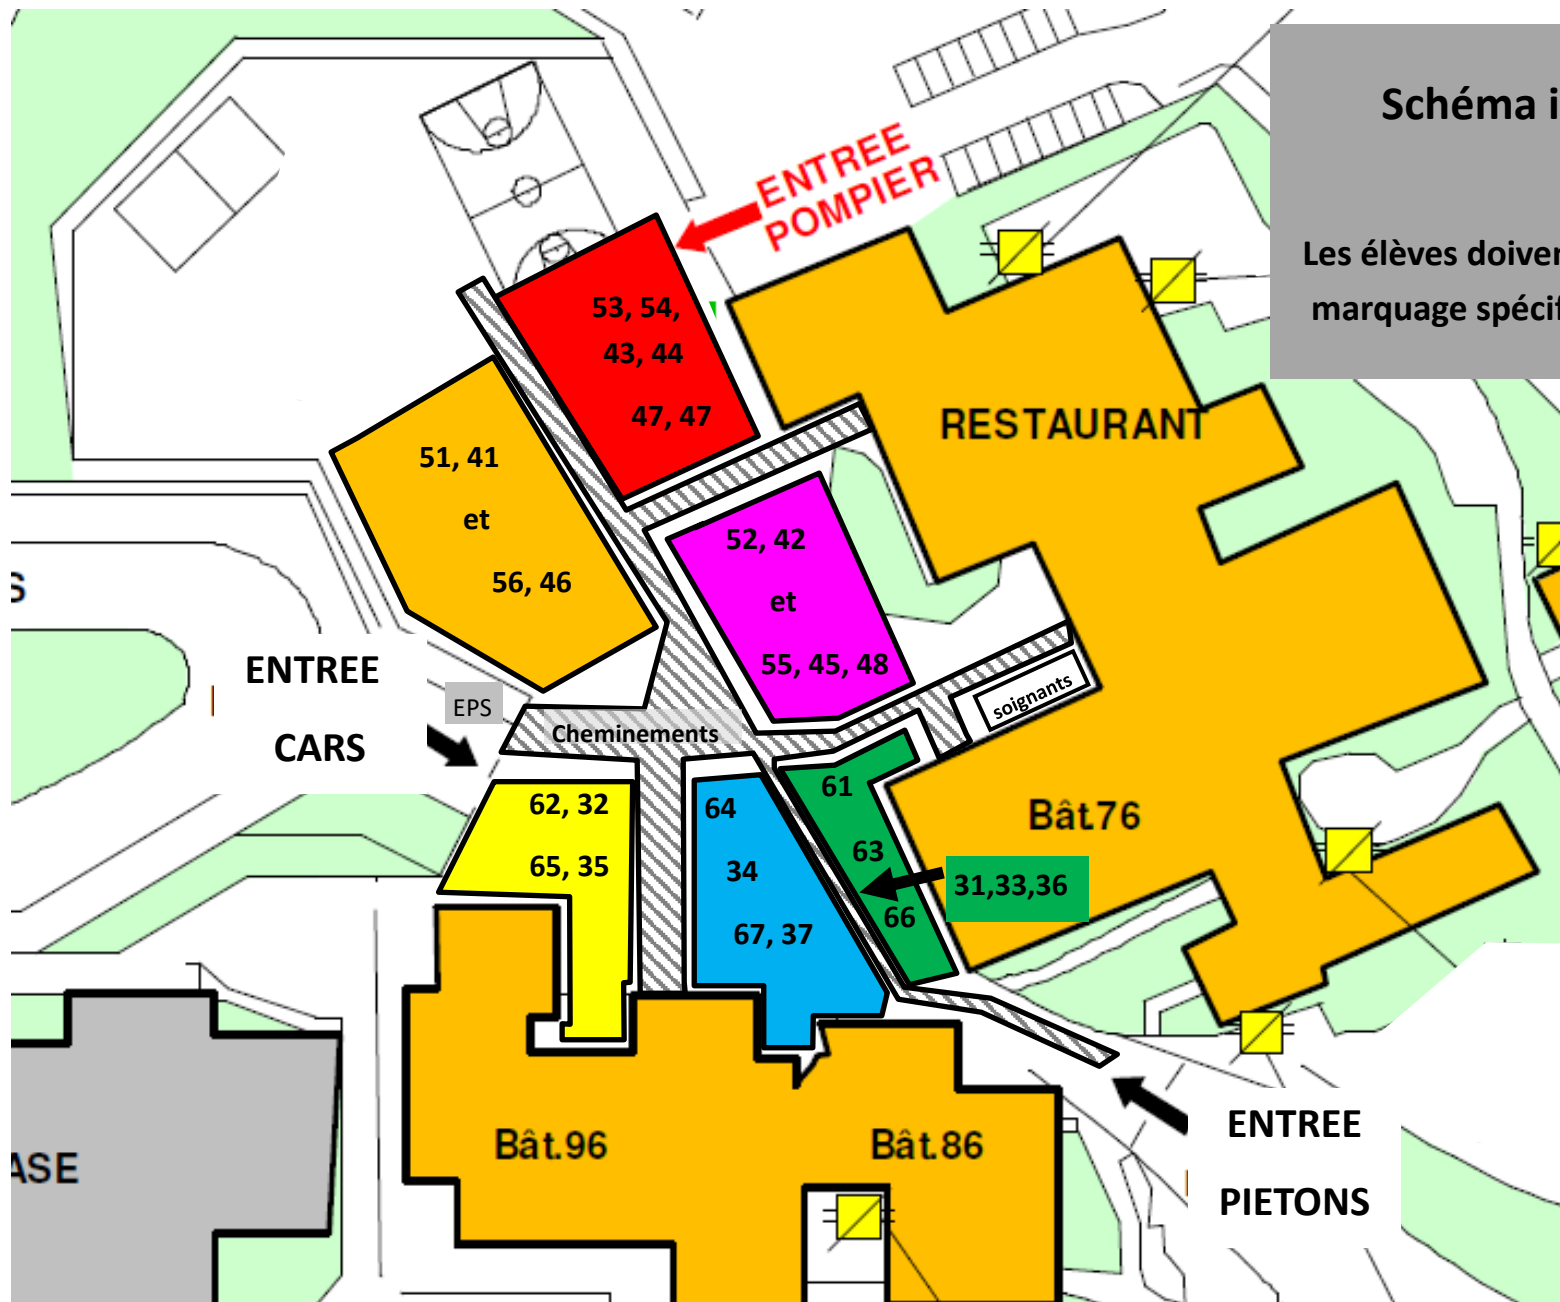 Schéma i
Les élèves doiver
marquage spécif
ENTREE
POMPIER
53, 54,
43, 44
47, 47
RESTAURANT
51, 41
et
56, 46
52, 42
et
55, 45, 48
S
ENTREE
CARS
EPS
soignants
Cheminements
62, 32
65, 35
64
34
67, 37
61
63
66
31,33,36
Bât.76
Bât.96
Bât.86
ASE
ENTREE
PIETONS